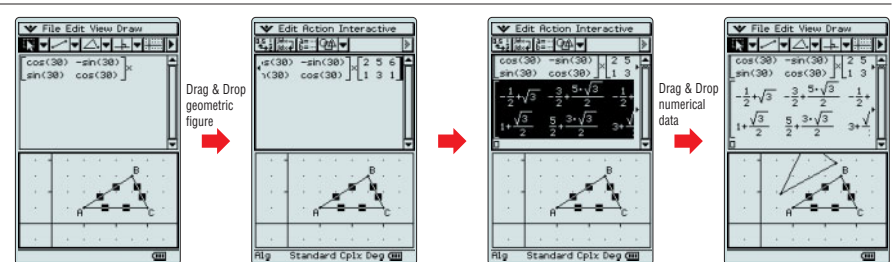 File Edit View Draw
cos(30) -sin(30)
sin(30) cos(30) ×
B
A
C
Drag & Drop
geometric
figure
Edit Action Interactive
s(30) -sin(30) × 2 5 6
(30) cos(30) 1 3 1
B
A
C
Alg Standard Cplx Deg
Edit Action Interactive
cos(30) -sin(30) × 2 5
sin(30) cos(30) 1 3
-1/2+√3 -3/2+5·√3/2 -1/2+
1+√3/2 5/2+3·√3/2 3+√
B
A
C
Alg Standard Cplx Deg
Drag & Drop
numerical
data
File Edit View Draw
cos(30) -sin(30) × 2 5
sin(30) cos(30) 1 3
-1/2+√3 -3/2+5·√3/2 -1/2+
1+√3/2 5/2+3·√3/2 3+√
B
A
C